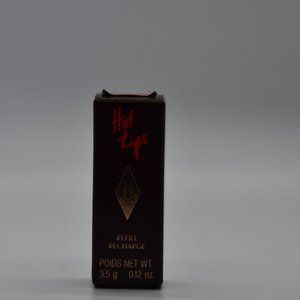 Hot
Lips
REFILL
RECHARGE
POIDS NET WT.
3.5 g 0.12 oz.